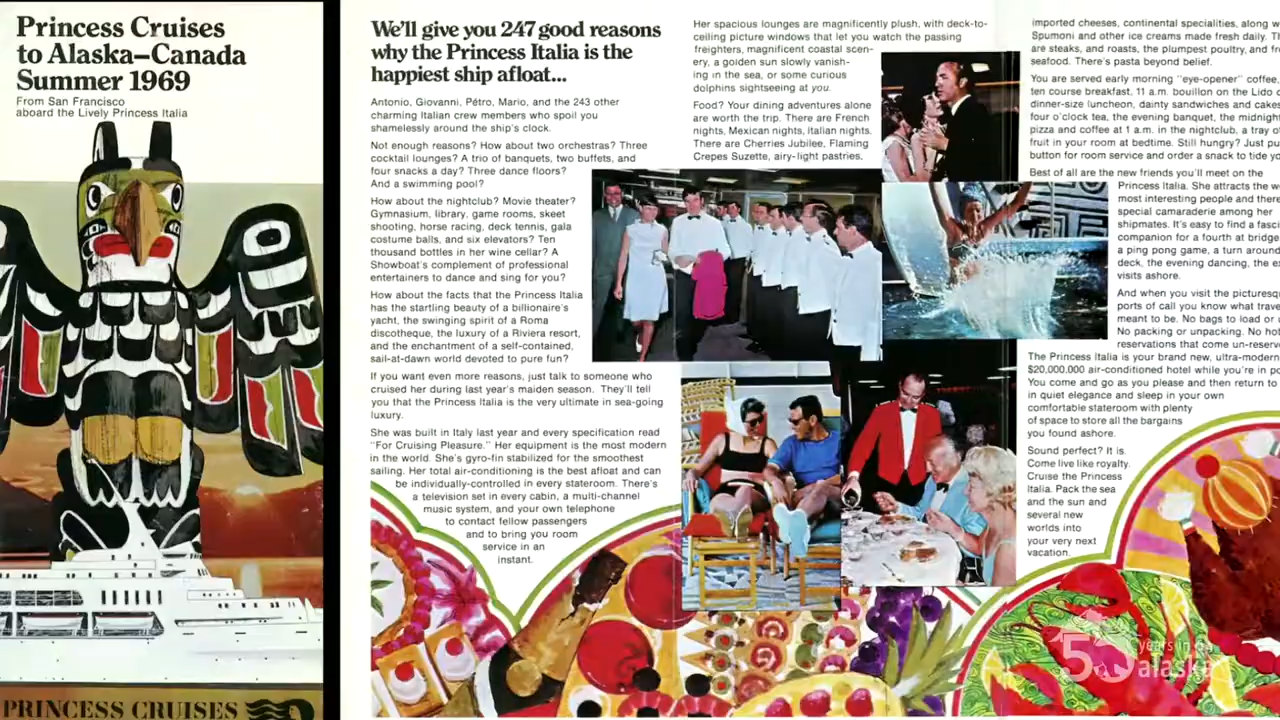 Princess Cruises
to Alaska–Canada
Summer 1969
From San Francisco
aboard the Lively Princess Italia
PRINCESS CRUISES
We'll give you 247 good reasons
why the Princess Italia is the
happiest ship afloat...
Antonio, Giovanni, Pétro, Mario, and the 243 other
charming Italian crew members who spoil you
shamelessly around the ship's clock.
Not enough reasons? How about two orchestras? Three
cocktail lounges? A trio of banquets, two buffets, and
four snacks a day? Three dance floors?
And a swimming pool?
How about the nightclub? Movie theater?
Gymnasium, library, game rooms, skeet
shooting, horse racing, deck tennis, gala
costume balls, and six elevators? Ten
thousand bottles in her wine cellar? A
Showboat's complement of professional
entertainers to dance and sing for you?
How about the facts that the Princess Italia
has the startling beauty of a billionaire's
yacht, the swinging spirit of a Roma
discotheque, the luxury of a Riviera resort,
and the enchantment of a self-contained,
sail-at-dawn world devoted to pure fun?
If you want even more reasons, just talk to someone who
cruised her during last year's maiden season. They'll tell
you that the Princess Italia is the very ultimate in sea-going
luxury.
She was built in Italy last year and every specification read
"For Cruising Pleasure." Her equipment is the most modern
in the world. She's gyro-fin stabilized for the smoothest
sailing. Her total air-conditioning is the best afloat and can
be individually-controlled in every stateroom. There's
a television set in every cabin, a multi-channel
music system, and your own telephone
to contact fellow passengers
and to bring you room
service in an
instant.
Her spacious lounges are magnificently plush, with deck-to-
ceiling picture windows that let you watch the passing
freighters, magnificent coastal scen-
ery, a golden sun slowly vanish-
ing in the sea, or some curious
dolphins sightseeing at you.
Food? Your dining adventures alone
are worth the trip. There are French
nights, Mexican nights, italian nights.
There are Cherries Jubilee, Flaming
Crepes Suzette, airy-light pastries,
imported cheeses, continental specialities, along w
Spumoni and other ice creams made fresh daily. Th
are steaks, and roasts, the plumpest poultry, and fr
seafood. There's pasta beyond belief.
You are served early morning "eye-opener" coffee,
ten course breakfast, 11 a.m. bouillon on the Lido d
dinner-size luncheon, dainty sandwiches and cakes
four o'clock tea, the evening banquet, the midnight
pizza and coffee at 1 a.m. in the nightclub, a tray o
fruit in your room at bedtime. Still hungry? Just pu
button for room service and order a snack to tide yo
Best of all are the new friends you'll meet on the
Princess Italia. She attracts the w
most interesting people and there
special camaraderie among her
shipmates. It's easy to find a fasci
companion for a fourth at bridge
a ping pong game, a turn around
deck, the evening dancing, the ex
visits ashore.
And when you visit the picturesqu
ports of call you know what trave
meant to be. No bags to load or u
No packing or unpacking. No hot
reservations that come un-reserve
The Princess Italia is your brand new, ultra-modern
$20,000,000 air-conditioned hotel while you're in po
You come and go as you please and then return to
in quiet elegance and sleep in your own
comfortable stateroom with plenty
of space to store all the bargains
you found ashore.
Sound perfect? It is.
Come live like royalty.
Cruise the Princess
Italia. Pack the sea
and the sun and
several new
worlds into
your very next
vacation.
50 years in
alaska